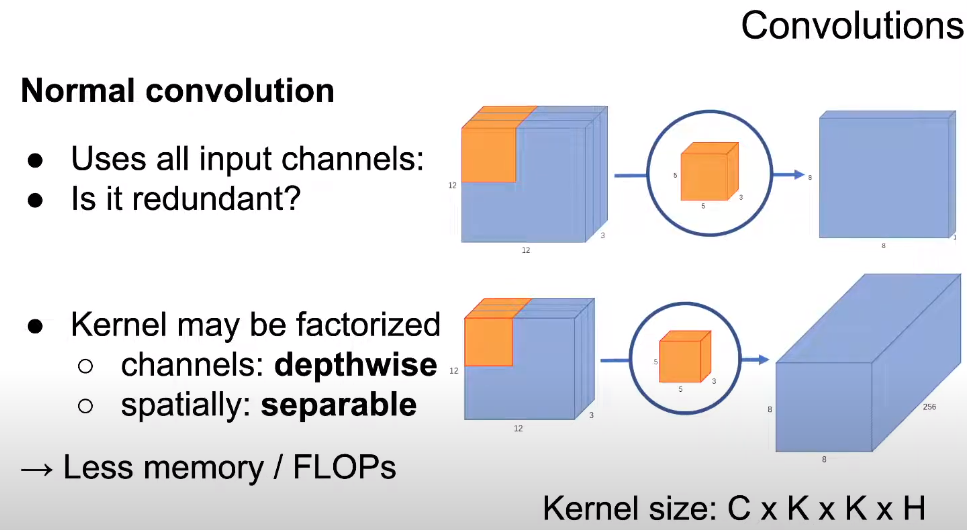 Convolutions
Normal convolution
● Uses all input channels:
● Is it redundant?
12
12
3
5
5
3
8
8
1
● Kernel may be factorized
○ channels: depthwise
○ spatially: separable
→ Less memory / FLOPs
12
12
3
5
5
3
8
8
256
Kernel size: C x K x K x H